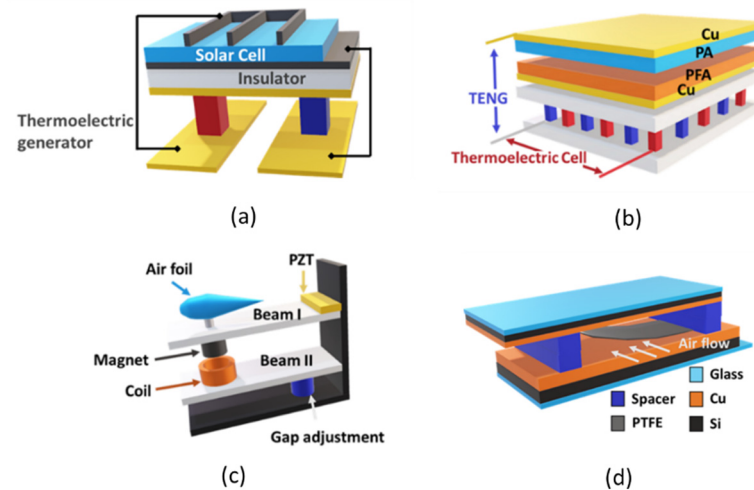 Solar Cell
Insulator
Thermoelectric
generator
(a)
Cu
PA
PFA
Cu
TENG
Thermoelectric Cell
(b)
Air foil
PZT
Beam I
Magnet
Beam II
Coil
Gap adjustment
(c)
Air flow
Glass
Spacer
Cu
PTFE
Si
(d)